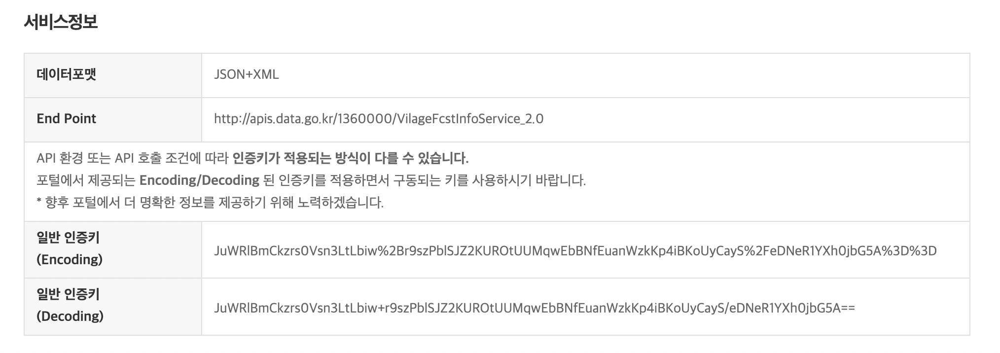 서비스정보
데이터포맷
JSON+XML
End Point
http://apis.data.go.kr/1360000/VilageFcstInfoService_2.0
API 환경 또는 API 호출 조건에 따라 인증키가 적용되는 방식이 다를 수 있습니다.
포털에서 제공되는 Encoding/Decoding 된 인증키를 적용하면서 구동되는 키를 사용하시기 바랍니다.
* 향후 포털에서 더 명확한 정보를 제공하기 위해 노력하겠습니다.
일반 인증키
(Encoding)
JuWRlBmCkzrs0Vsn3LtLbiw%2Br9szPblSJZ2KUROtUUMqwEbBNfEuanWzkKp4iBKoUyCayS%2FeDNeR1YXh0jbG5A%3D%3D
일반 인증키
(Decoding)
JuWRlBmCkzrs0Vsn3LtLbiw+r9szPblSJZ2KUROtUUMqwEbBNfEuanWzkKp4iBKoUyCayS/eDNeR1YXh0jbG5A==